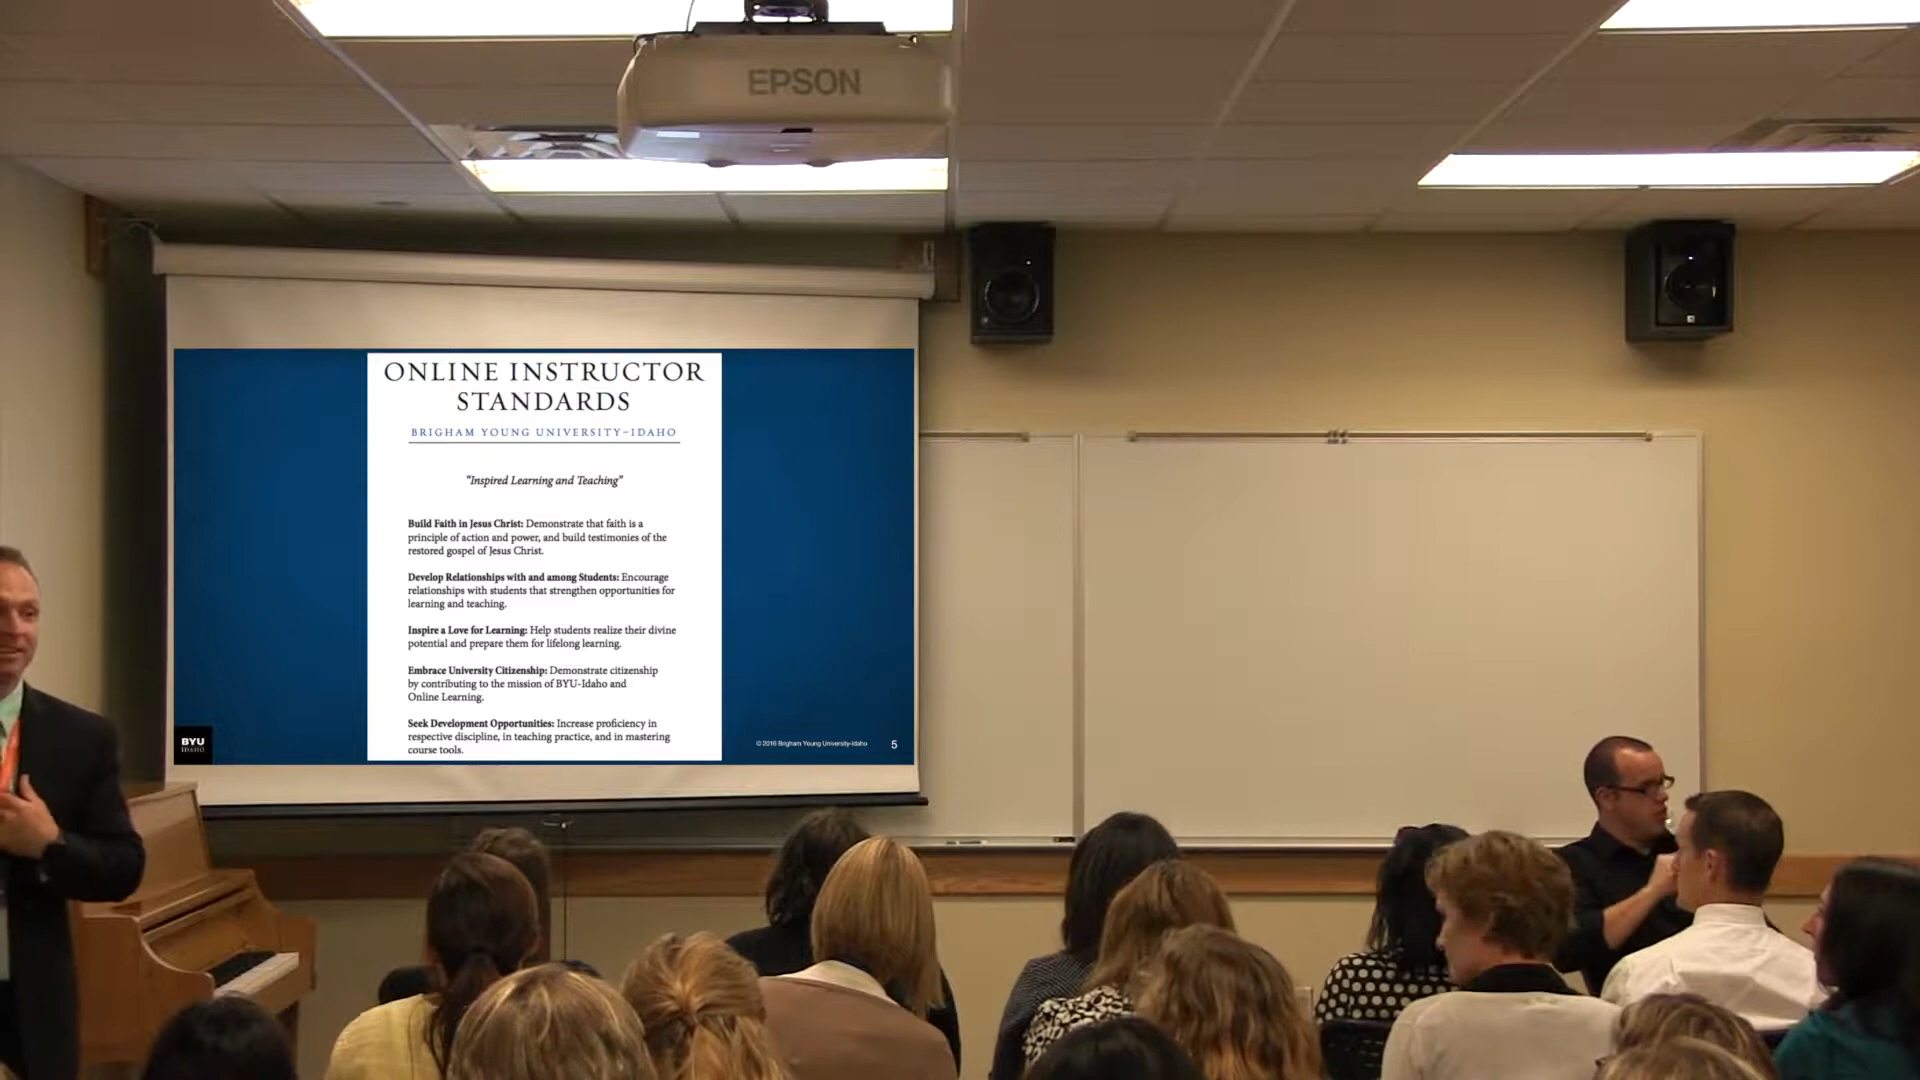 EPSON
ONLINE INSTRUCTOR
STANDARDS
BRIGHAM YOUNG UNIVERSITY–IDAHO
"Inspired Learning and Teaching"
Build Faith in Jesus Christ: Demonstrate that faith is a
principle of action and power, and build testimonies of the
restored gospel of Jesus Christ.
Develop Relationships with and among Students: Encourage
relationships with students that strengthen opportunities for
learning and teaching.
Inspire a Love for Learning: Help students realize their divine
potential and prepare them for lifelong learning.
Embrace University Citizenship: Demonstrate citizenship
by contributing to the mission of BYU-Idaho and
Online Learning.
Seek Development Opportunities: Increase proficiency in
respective discipline, in teaching practice, and in mastering
course tools.
BYU
IDAHO
© 2016 Brigham Young University-Idaho
5